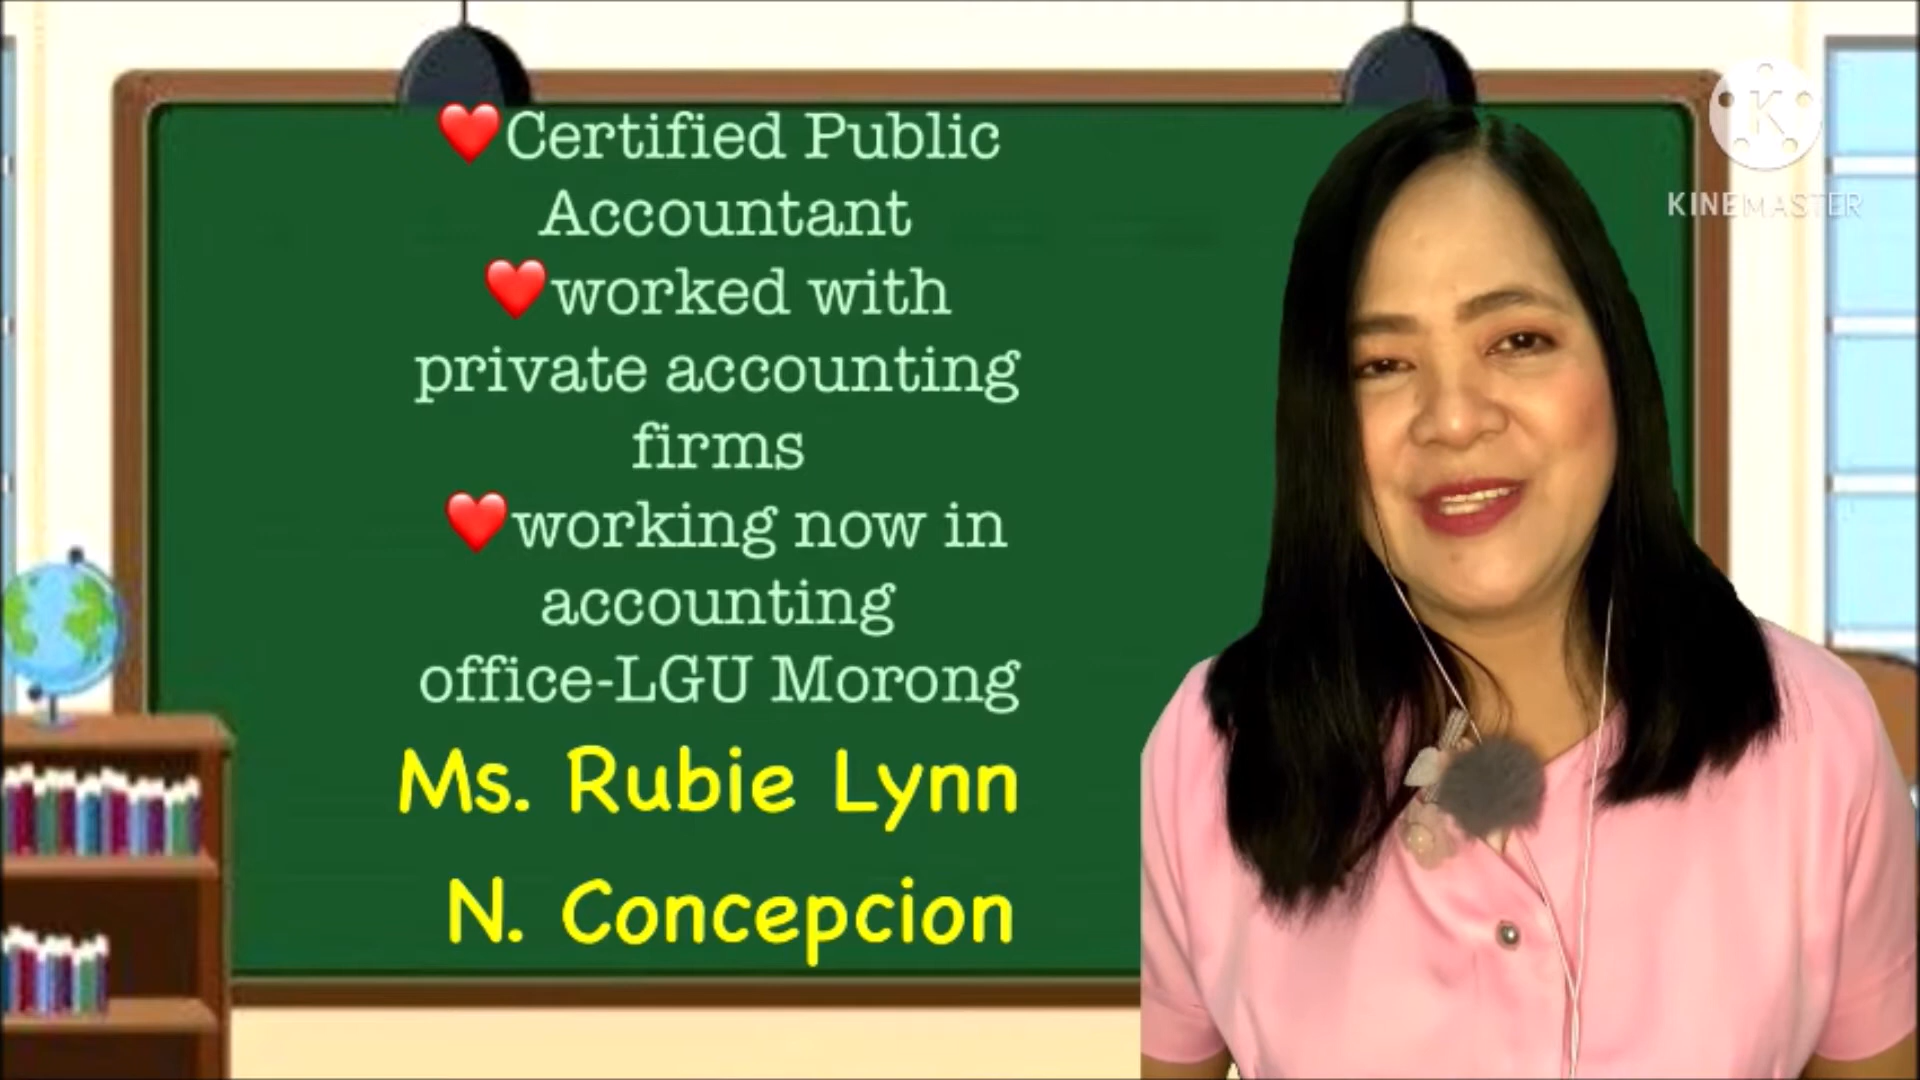 ❤️Certified Public
Accountant
❤️worked with
private accounting
firms
❤️working now in
accounting
office-LGU Morong
Ms. Rubie Lynn
N. Concepcion
K
KINEMASTER